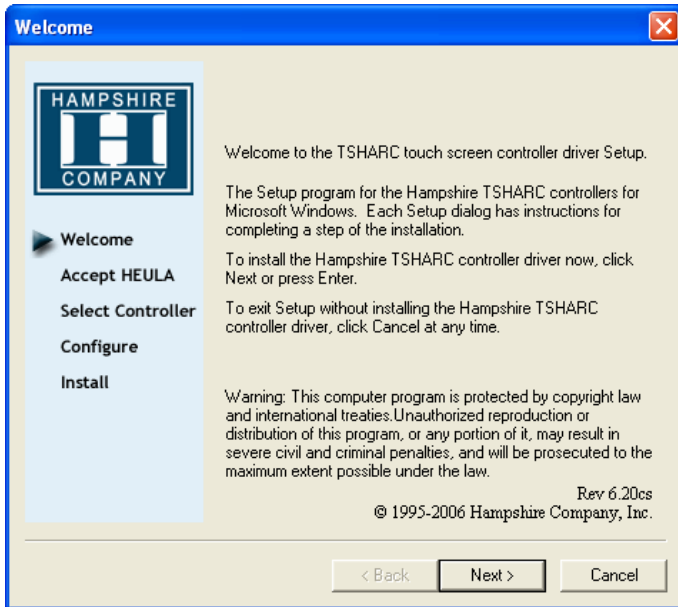 Welcome
HAMPSHIRE
H
COMPANY
Welcome
Accept HEULA
Select Controller
Configure
Install
Welcome to the TSHARC touch screen controller driver Setup.
The Setup program for the Hampshire TSHARC controllers for
Microsoft Windows. Each Setup dialog has instructions for
completing a step of the installation.
To install the Hampshire TSHARC controller driver now, click
Next or press Enter.
To exit Setup without installing the Hampshire TSHARC
controller driver, click Cancel at any time.
Warning: This computer program is protected by copyright law
and international treaties.Unauthorized reproduction or
distribution of this program, or any portion of it, may result in
severe civil and criminal penalties, and will be prosecuted to the
maximum extent possible under the law.
Rev 6.20cs
© 1995-2006 Hampshire Company, Inc.
< Back Next > Cancel